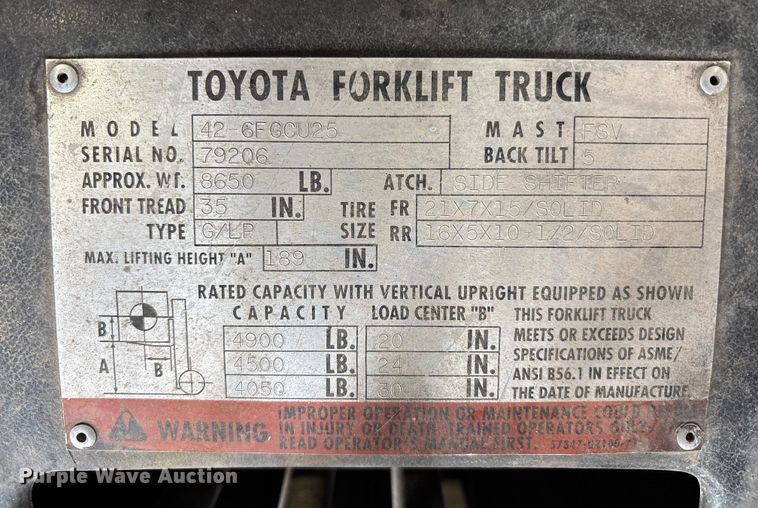 TOYOTA FORKLIFT TRUCK
MODEL 42-6FGCU25 MAST FSV
SERIAL NO. 79206 BACK TILT 5
APPROX. WT. 8650 LB. ATCH. SIDE SHIFTER
FRONT TREAD 35 IN. TIRE SIZE FR 21X7X15/SOLID
TYPE G/LP RR 16X5X10-1/2/SOLID
MAX. LIFTING HEIGHT "A" 189 IN.
RATED CAPACITY WITH VERTICAL UPRIGHT EQUIPPED AS SHOWN
CAPACITY LOAD CENTER "B"
4900 LB. 20 IN.
4500 LB. 24 IN.
4050 LB. 30 IN.
THIS FORKLIFT TRUCK
MEETS OR EXCEEDS DESIGN
SPECIFICATIONS OF ASME/
ANSI B56.1 IN EFFECT ON
THE DATE OF MANUFACTURE.
B
A
B
WARNING
IMPROPER OPERATION OR MAINTENANCE COULD RESULT
IN INJURY OR DEATH. TRAINED OPERATORS ONLY.
READ OPERATOR'S MANUAL FIRST.
Purple Wave Auction